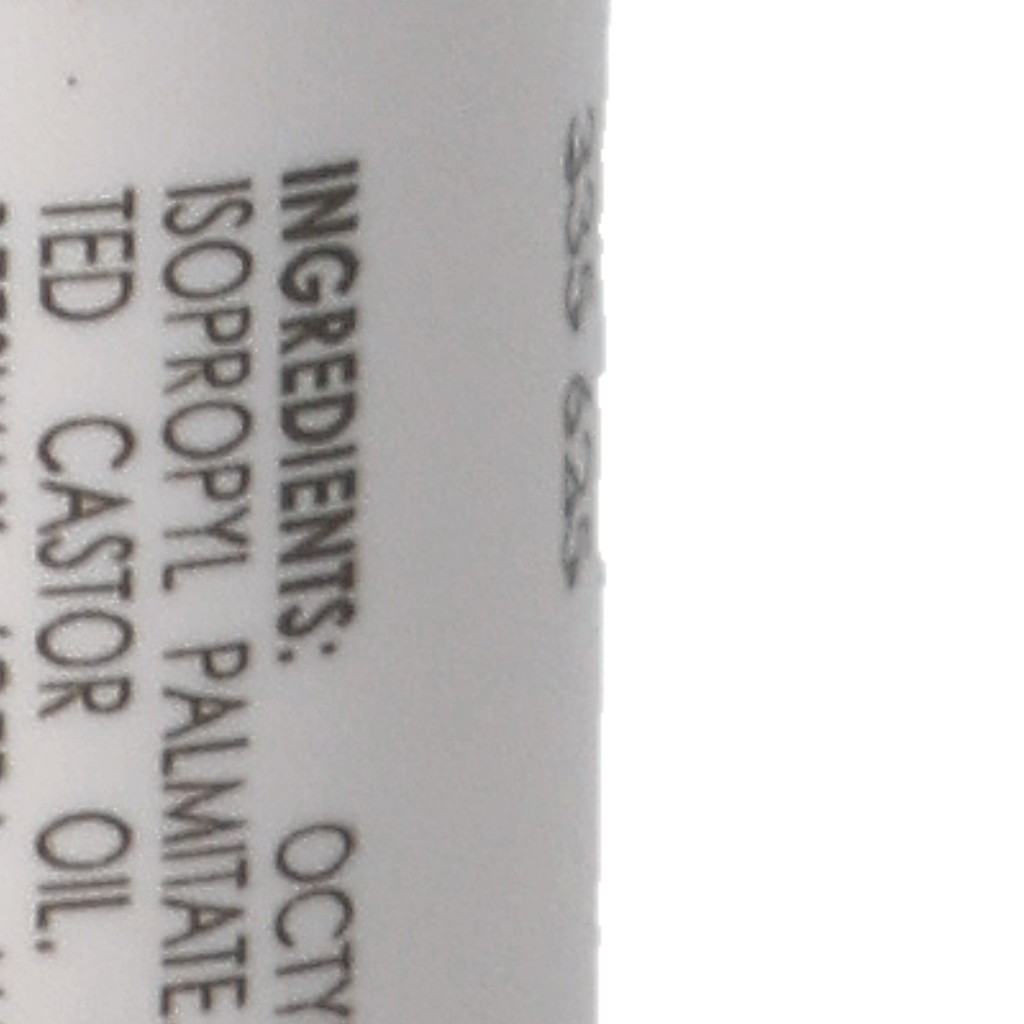 INGREDIENTS: OCTY
ISOPROPYL PALMITATE
TED CASTOR OIL.